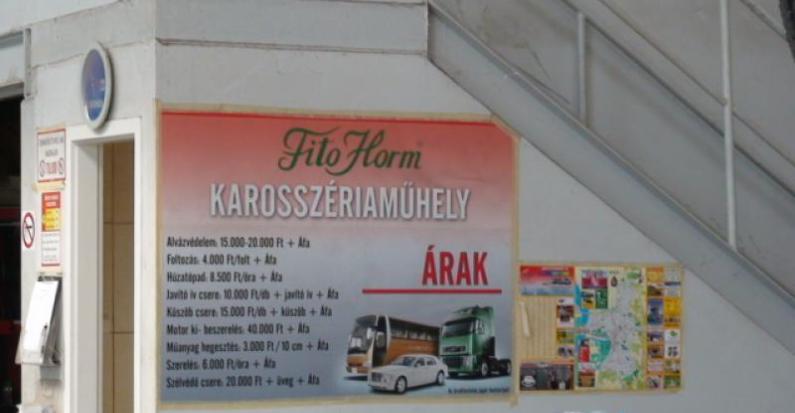 Fito Horm
KAROSSZÉRIAMŰHELY
ÁRAK
Alvázvédelem: 15.000-20.000 Ft + Áfa
Foltozás: 4.000 Ft/folt + Áfa
Húzatópad: 8.500 Ft/óra + Áfa
Javító ív csere: 10.000 Ft/db + javító ív + Áfa
Küszöb csere: 15.000 Ft/db + küszöb + Áfa
Motor ki- beszerelés: 40.000 Ft + Áfa
Műanyag hegesztés: 3.000 Ft/ 10 cm + Áfa
Szerelés: 6.000 Ft/óra + Áfa
Szélvédő csere: 20.000 Ft + üveg + Áfa